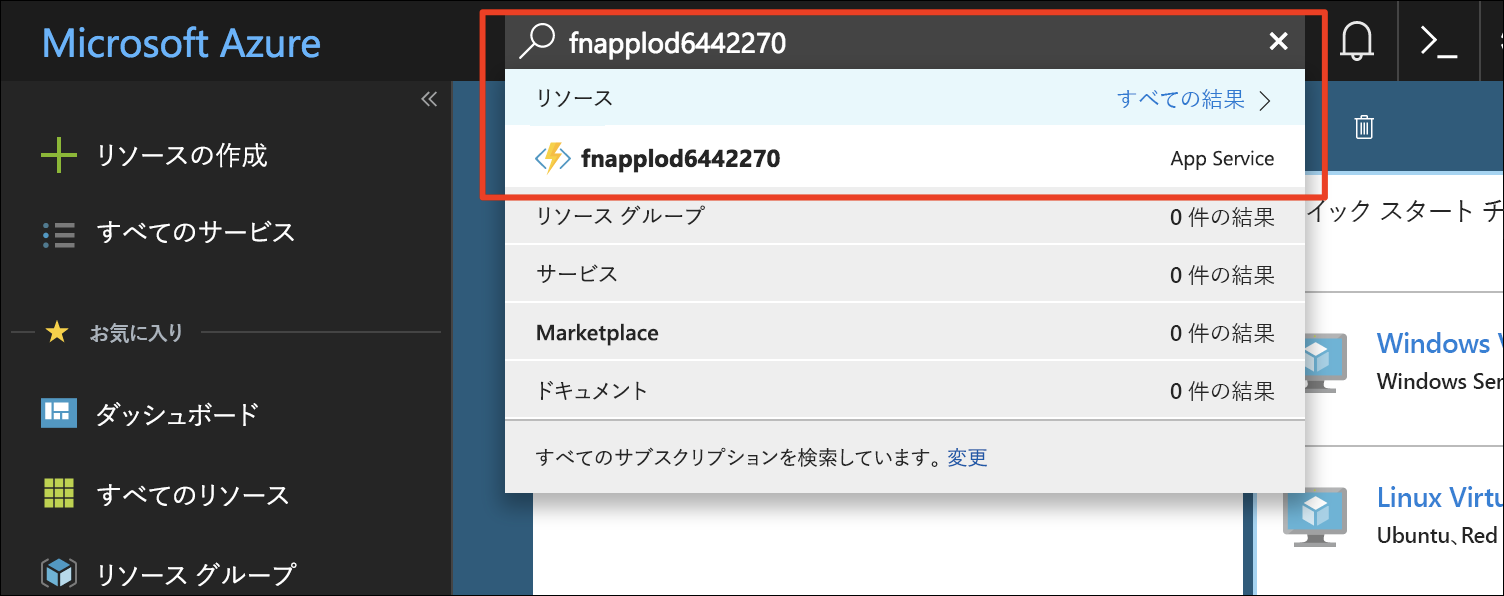 Microsoft Azure
fnapplod6442270
リソース
すべての結果
fnapplod6442270
App Service
リソース グループ
0 件の結果
サービス
0 件の結果
Marketplace
0 件の結果
ドキュメント
0 件の結果
すべてのサブスクリプションを検索しています。変更
リソースの作成
すべてのサービス
お気に入り
ダッシュボード
すべてのリソース
リソース グループ
イック スタート チ
Windows
Windows Ser
Linux Virtu
Ubuntu、Red